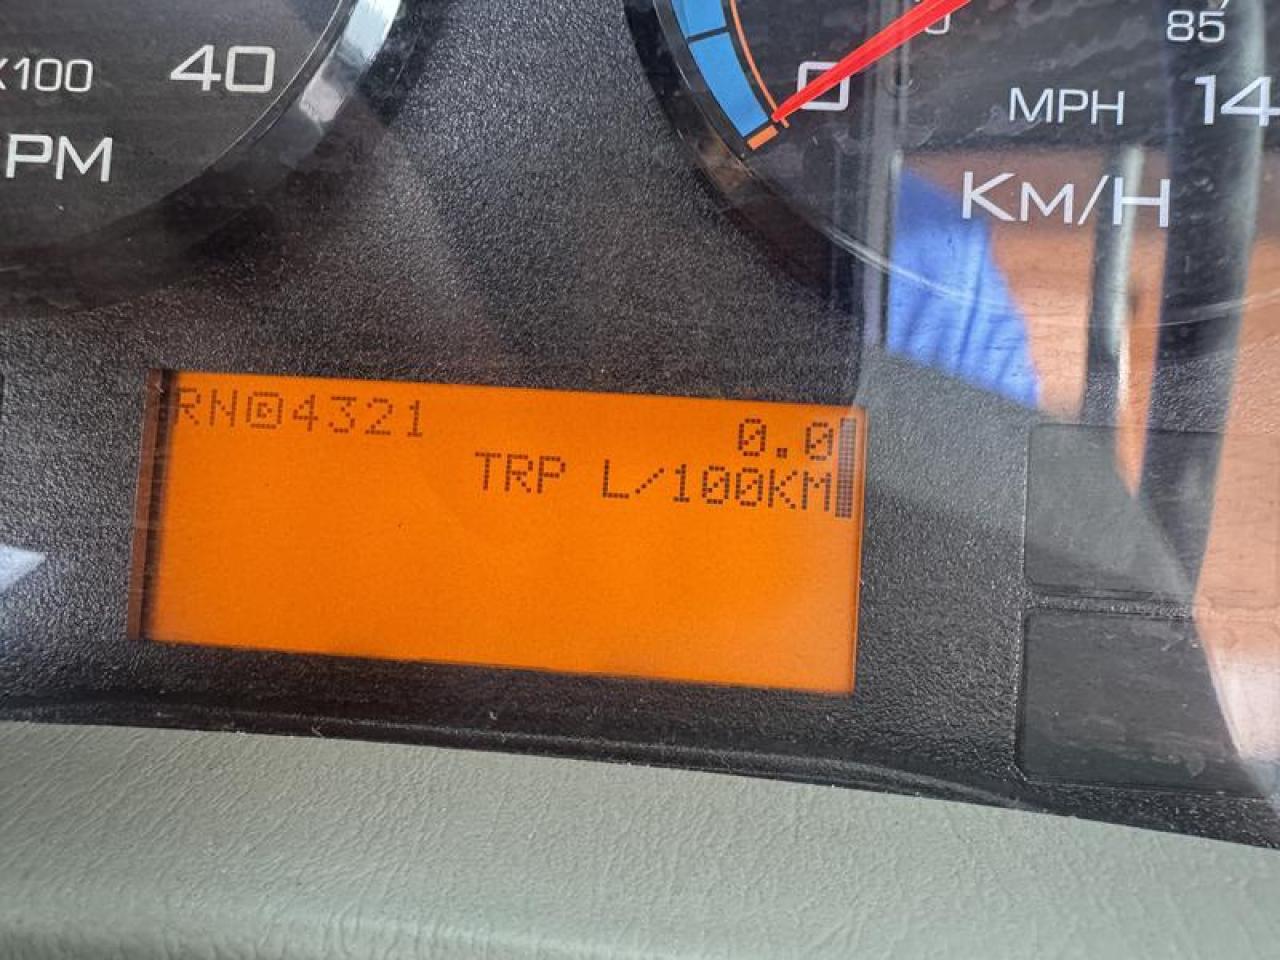 X100 40
PM
0
85
MPH 14
KM/H
RN 4321 0.0
TRP L/100KM